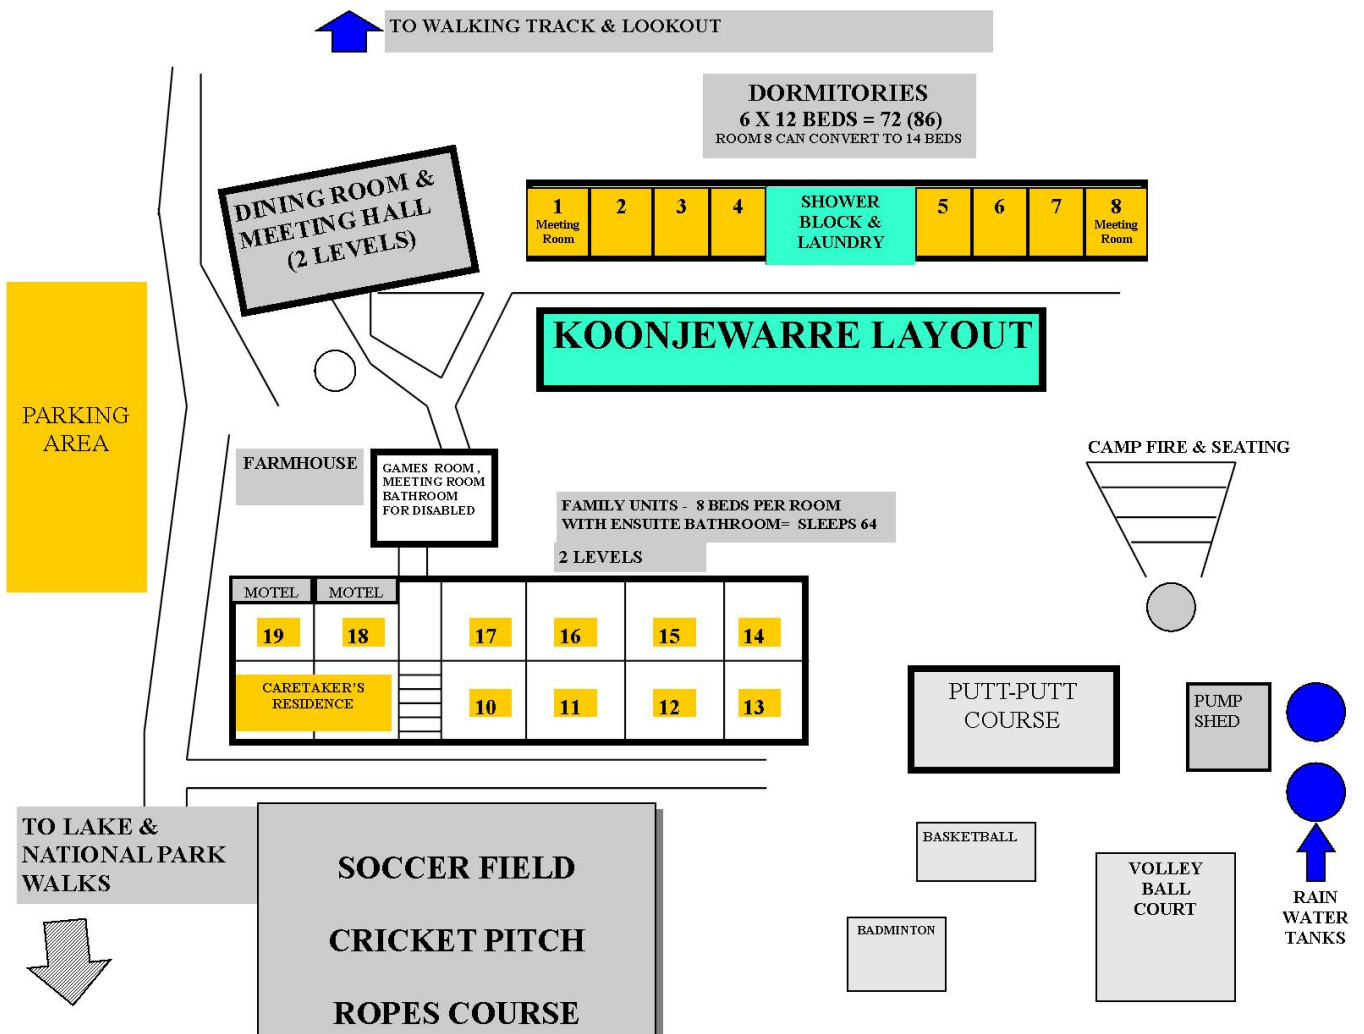 TO WALKING TRACK & LOOKOUT
DORMITORIES
6 X 12 BEDS = 72 (86)
ROOM 8 CAN CONVERT TO 14 BEDS
DINING ROOM &
MEETING HALL
(2 LEVELS)
1
Meeting
Room
2
3
4
SHOWER
BLOCK &
LAUNDRY
5
6
7
8
Meeting
Room
KOONJEWARRE LAYOUT
PARKING
AREA
FARMHOUSE
GAMES ROOM ,
MEETING ROOM
BATHROOM
FOR DISABLED
CAMP FIRE & SEATING
FAMILY UNITS - 8 BEDS PER ROOM
WITH ENSUITE BATHROOM= SLEEPS 64
2 LEVELS
MOTEL
MOTEL
19
18
17
16
15
14
CARETAKER'S
RESIDENCE
10
11
12
13
PUTT-PUTT
COURSE
PUMP
SHED
TO LAKE &
NATIONAL PARK
WALKS
SOCCER FIELD
CRICKET PITCH
ROPES COURSE
BASKETBALL
BADMINTON
VOLLEY
BALL
COURT
RAIN
WATER
TANKS